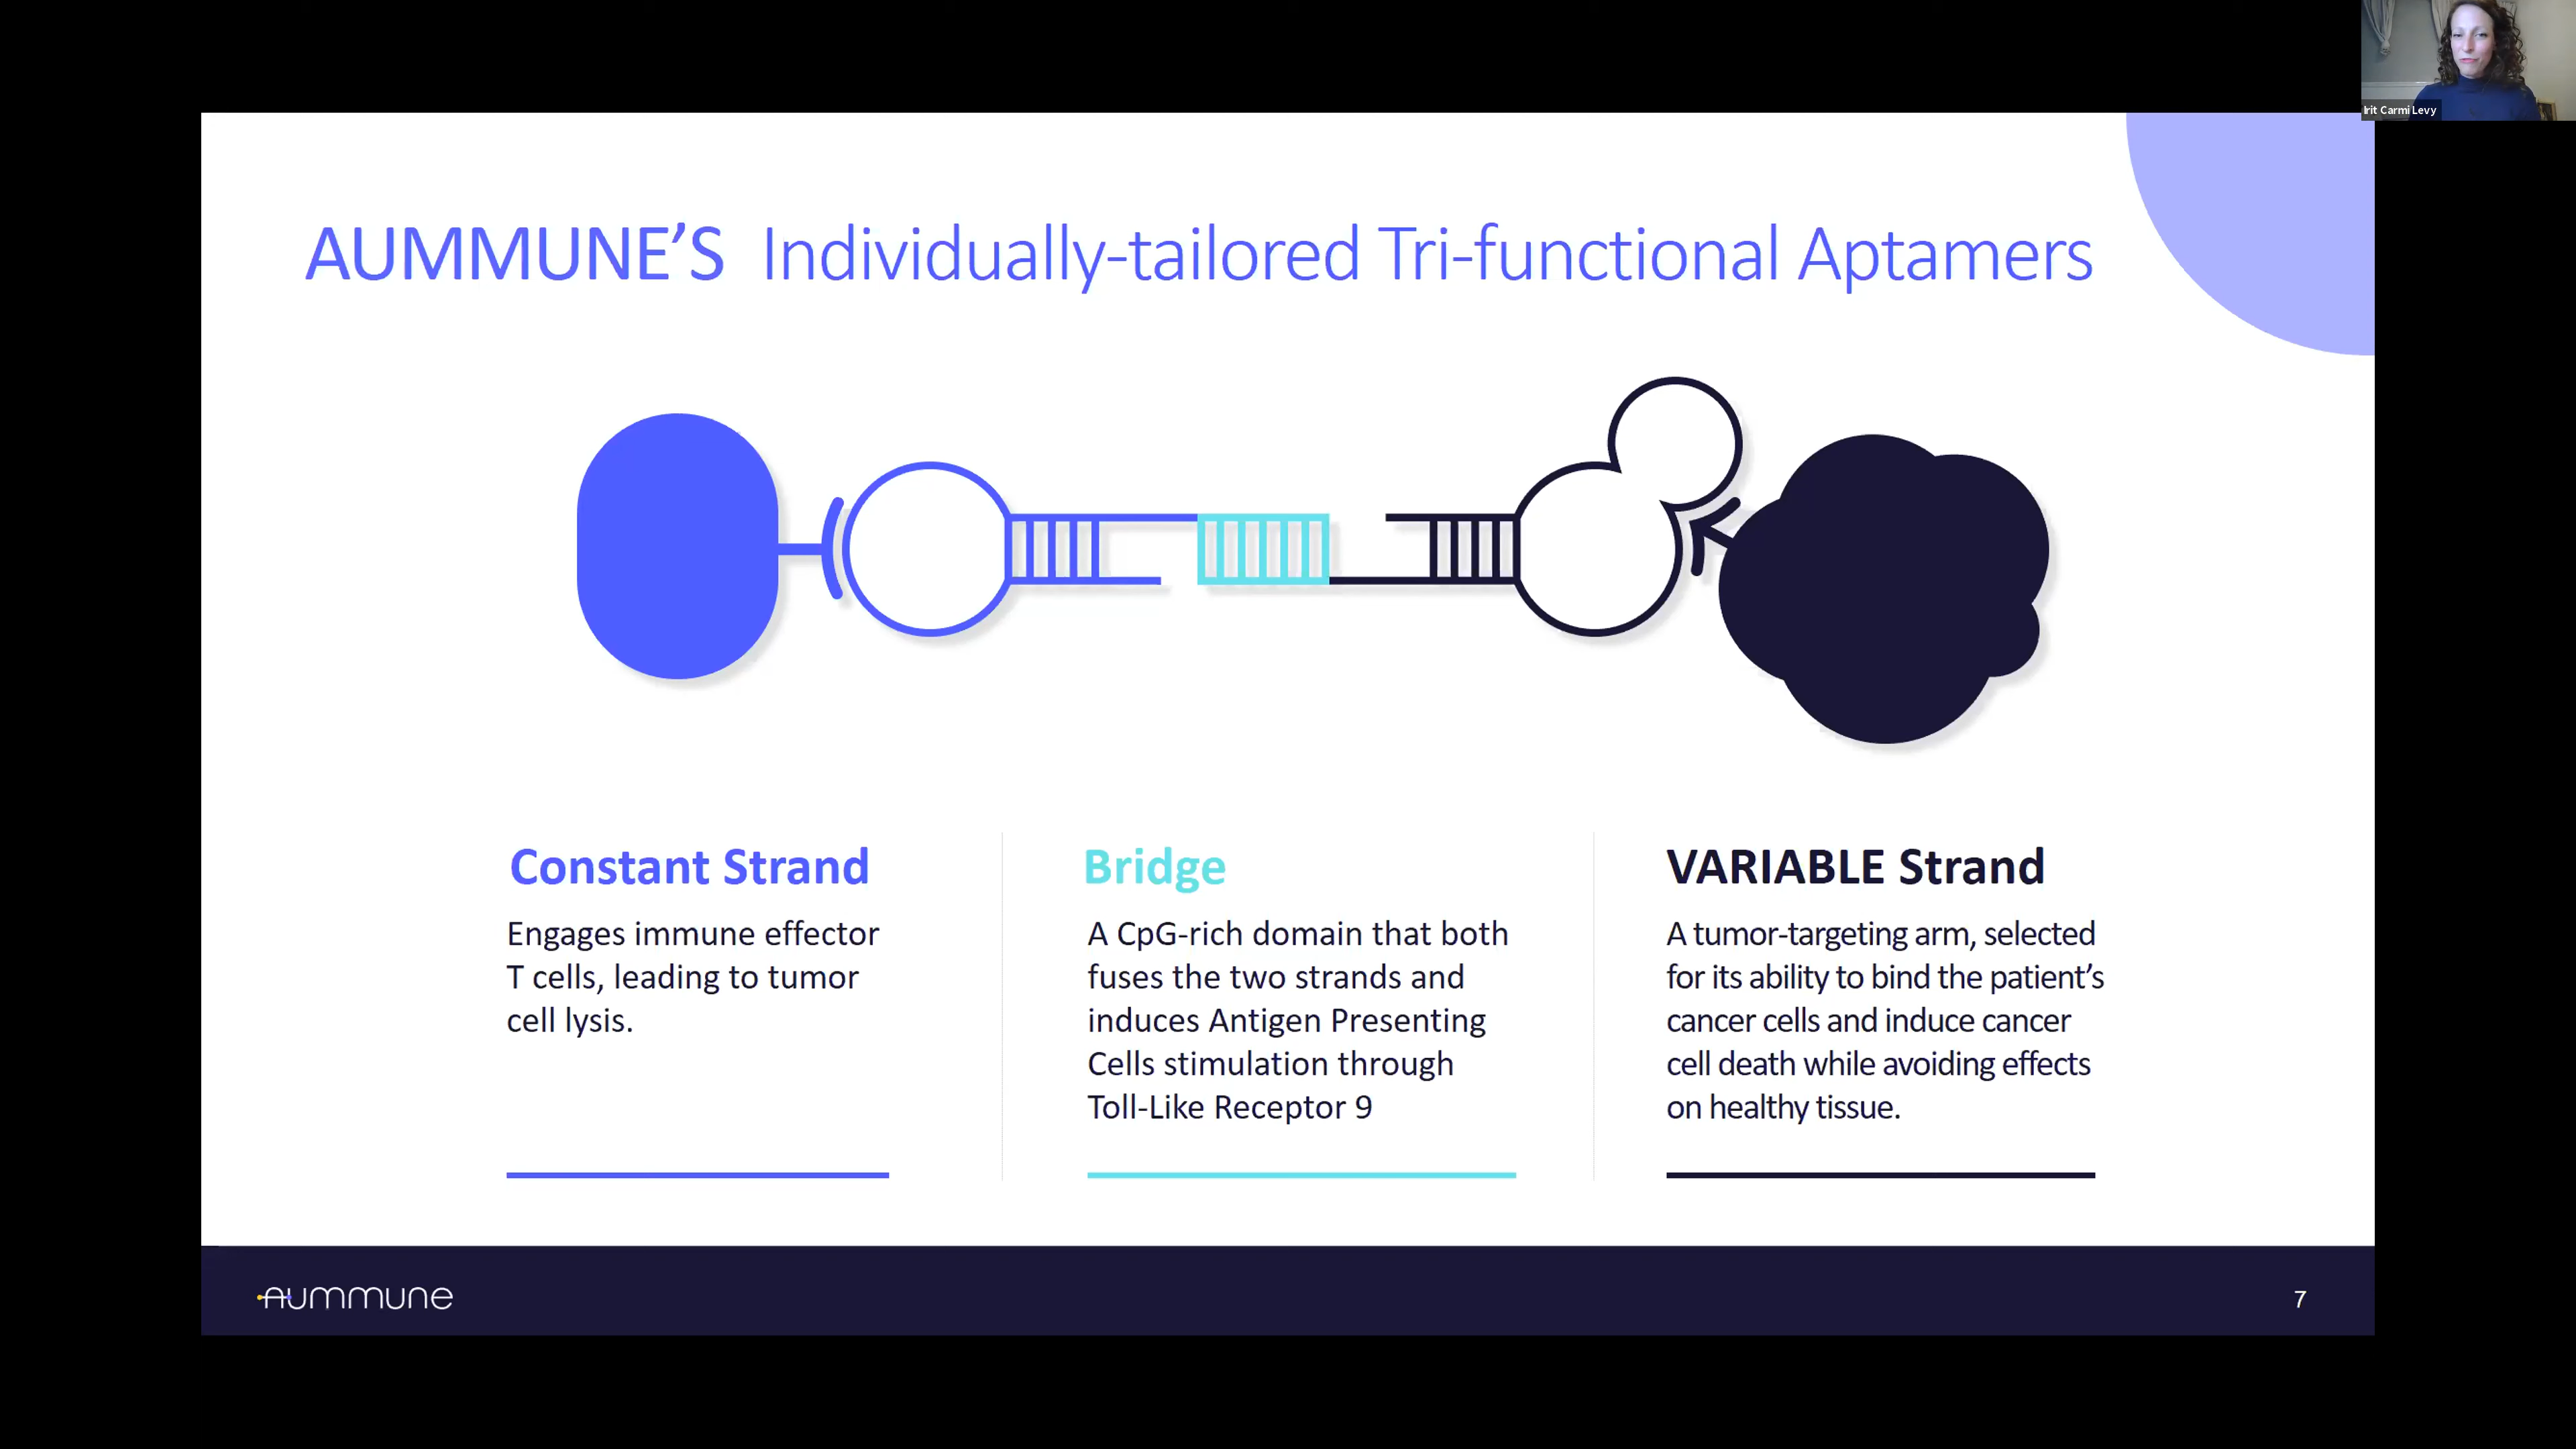 Irit Carmi Levy
AUMMUNE'S Individually-tailored Tri-functional Aptamers
Constant Strand
Engages immune effector
T cells, leading to tumor
cell lysis.
Bridge
A CpG-rich domain that both
fuses the two strands and
induces Antigen Presenting
Cells stimulation through
Toll-Like Receptor 9
VARIABLE Strand
A tumor-targeting arm, selected
for its ability to bind the patient's
cancer cells and induce cancer
cell death while avoiding effects
on healthy tissue.
Aummune
7